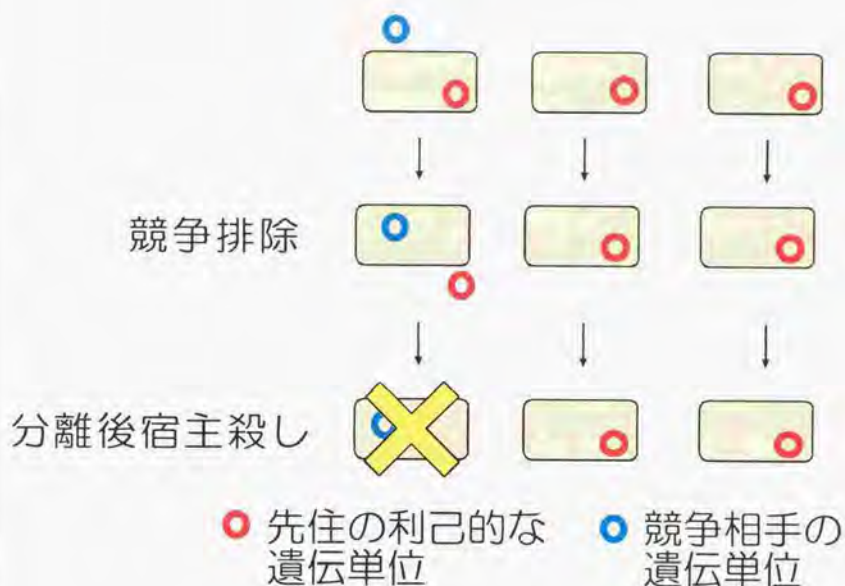 競争排除
分離後宿主殺し
先住の利己的な
遺伝単位
競争相手の
遺伝単位